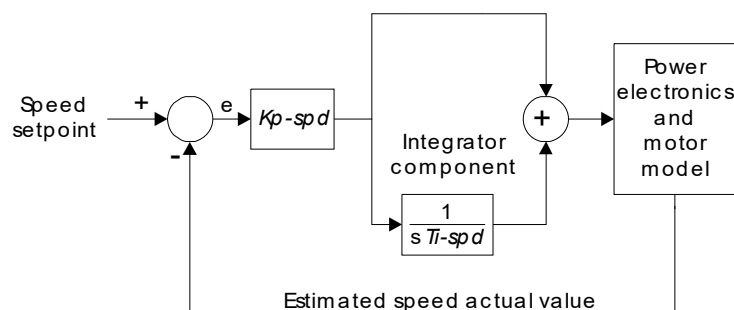 Speed
setpoint
+
-
e
Kp-spd
Integrator
component
1
s Ti-spd
+
Power
electronics
and
motor
model
Estimated speed actual value